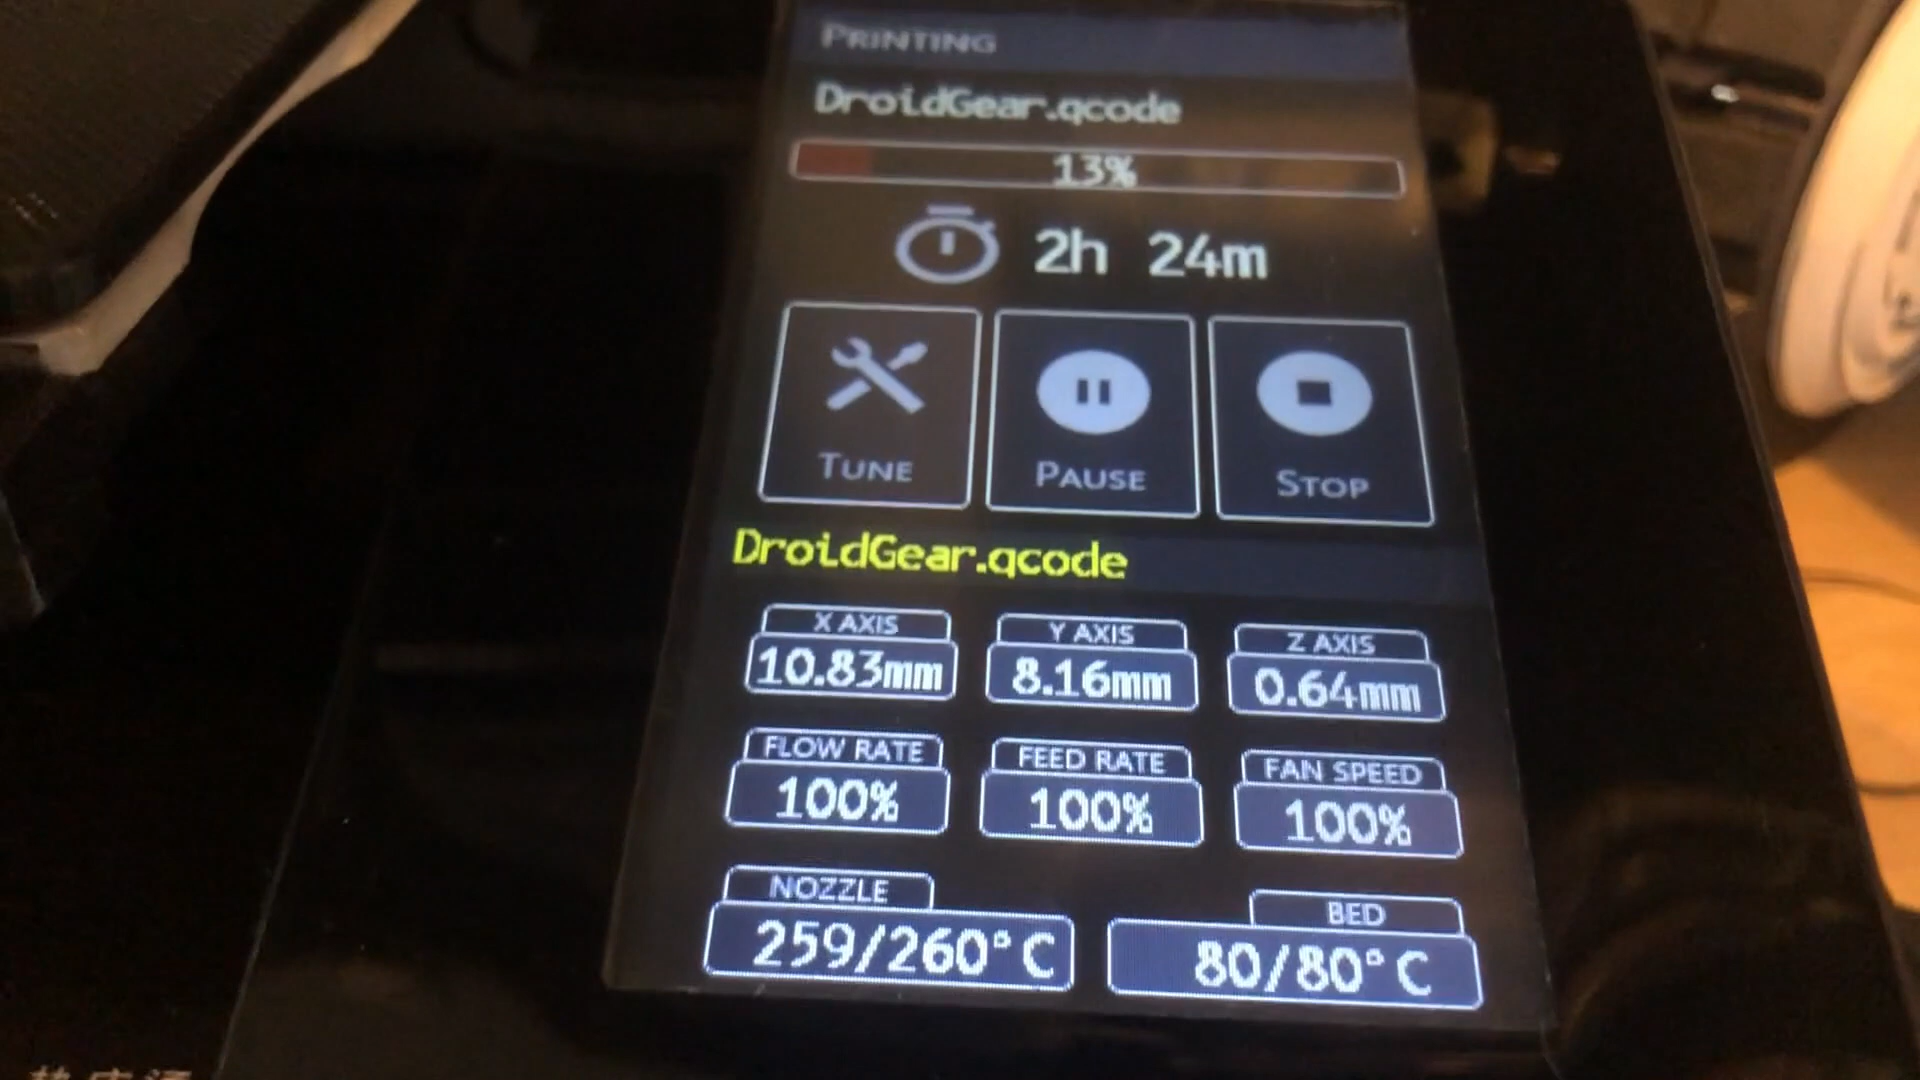 PRINTING
DroidGear.gcode
13%
2h 24m
TUNE PAUSE STOP
DroidGear.gcode
X AXIS Y AXIS Z AXIS
10.83mm 8.16mm 0.64mm
FLOW RATE FEED RATE FAN SPEED
100% 100% 100%
NOZZLE BED
259/260°C 80/80°C